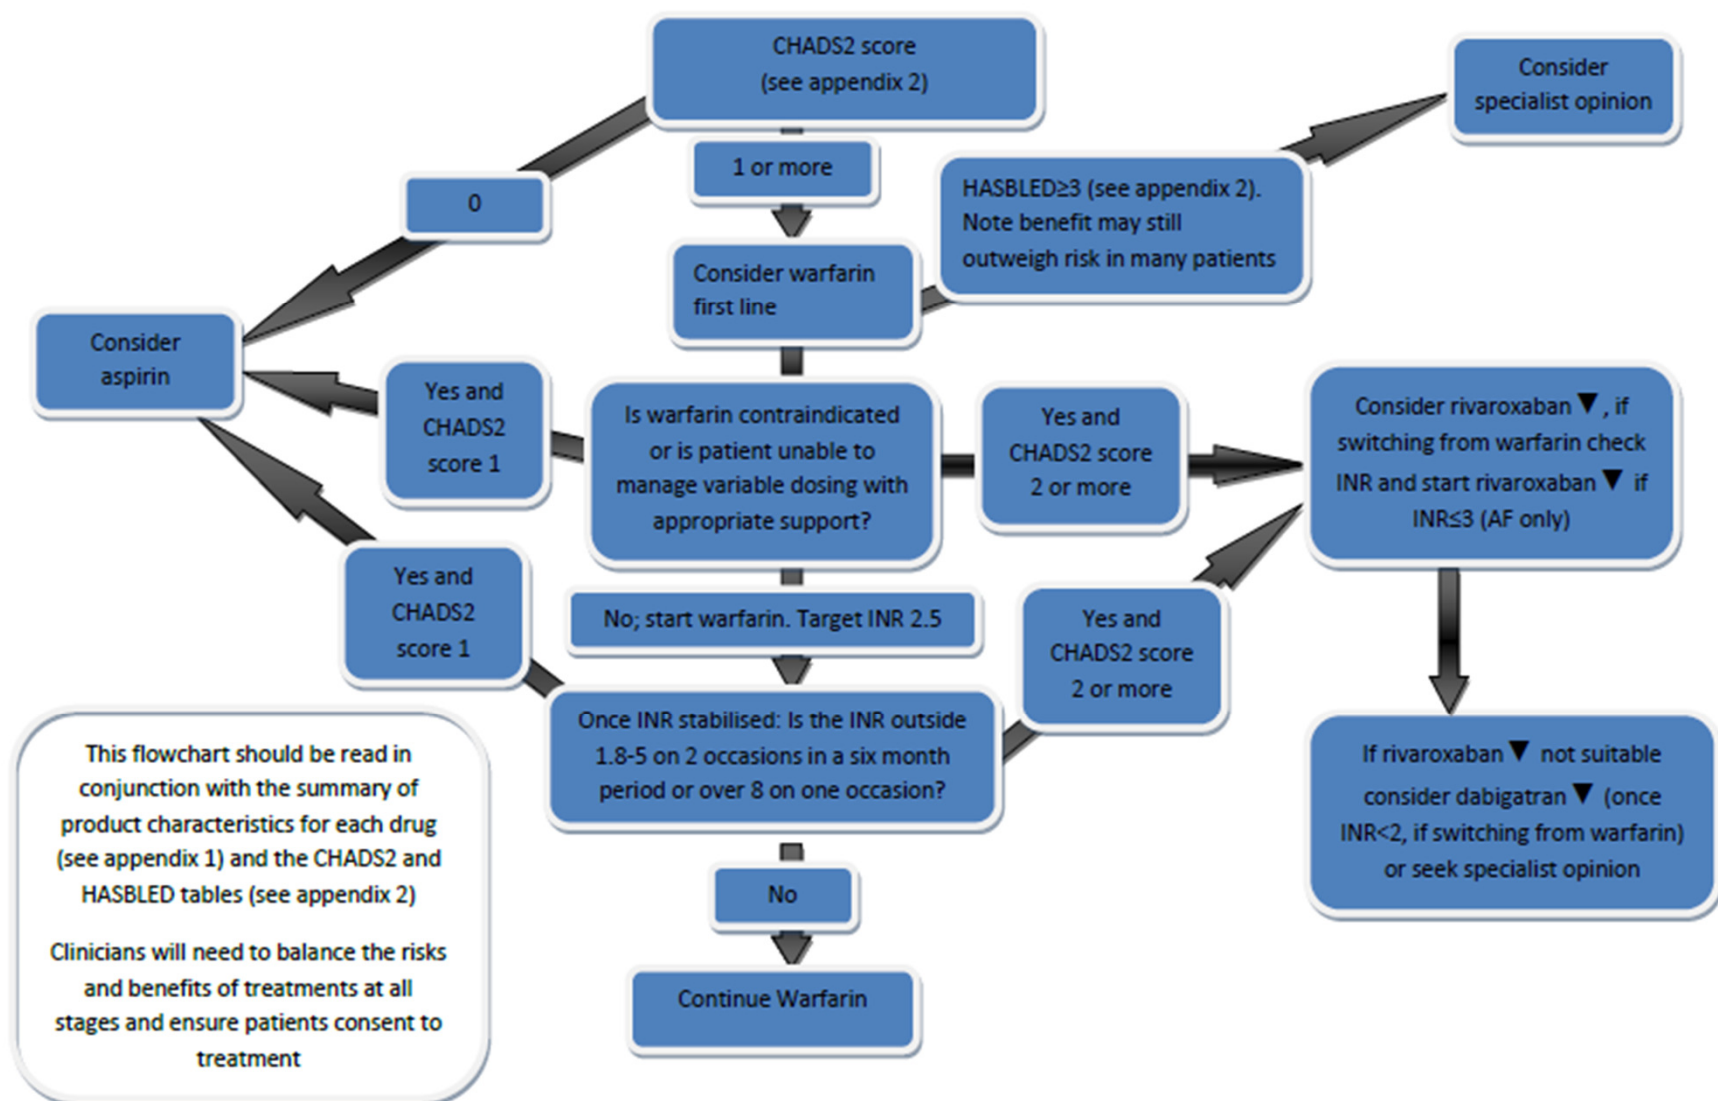 CHADS2 score
(see appendix 2)
Consider
specialist opinion
1 or more
0
HASBLED≥3 (see appendix 2).
Note benefit may still
outweigh risk in many patients
Consider warfarin
first line
Consider
aspirin
Yes and
CHADS2
score 1
Is warfarin contraindicated
or is patient unable to
manage variable dosing with
appropriate support?
Yes and
CHADS2 score
2 or more
Consider rivaroxaban ▼, if
switching from warfarin check
INR and start rivaroxaban ▼ if
INR≤3 (AF only)
Yes and
CHADS2
score 1
No; start warfarin. Target INR 2.5
Yes and
CHADS2 score
2 or more
Once INR stabilised: Is the INR outside
1.8-5 on 2 occasions in a six month
period or over 8 on one occasion?
If rivaroxaban ▼ not suitable
consider dabigatran ▼ (once
INR<2, if switching from warfarin)
or seek specialist opinion
This flowchart should be read in
conjunction with the summary of
product characteristics for each drug
(see appendix 1) and the CHADS2 and
HASBLED tables (see appendix 2)
Clinicians will need to balance the risks
and benefits of treatments at all
stages and ensure patients consent to
treatment
No
Continue Warfarin